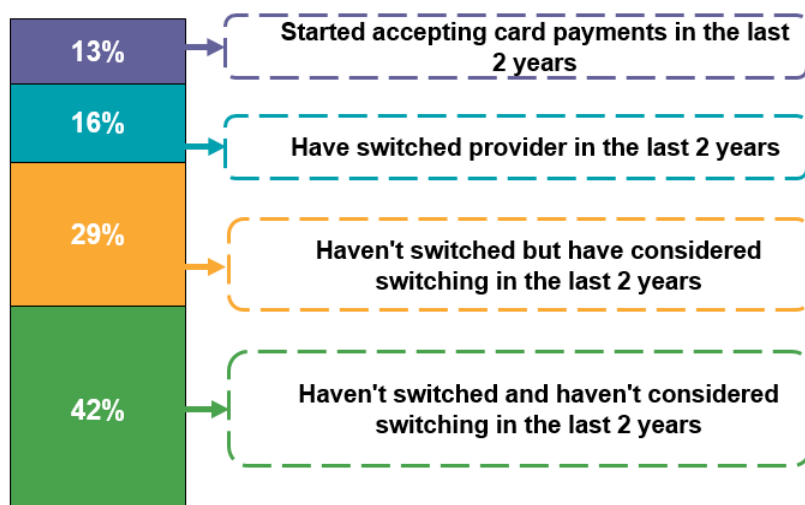 13%
Started accepting card payments in the last
2 years
16%
Have switched provider in the last 2 years
29%
Haven't switched but have considered
switching in the last 2 years
42%
Haven't switched and haven't considered
switching in the last 2 years